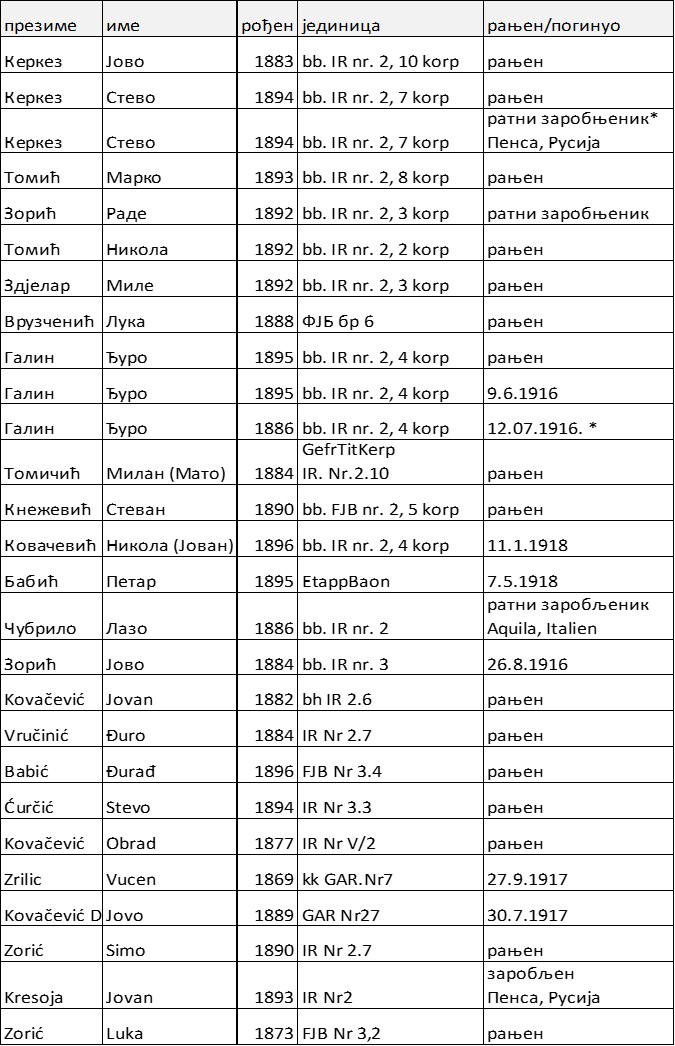 презиме име рођен јединица рањен/погинуо
Керкез Јово 1883 bb. IR nr. 2, 10 korp рањен
Керкез Стево 1894 bb. IR nr. 2, 7 korp рањен
Керкез Стево 1894 bb. IR nr. 2, 7 korp ратни заробњеник*
Пенса, Русија
Томић Марко 1893 bb. IR nr. 2, 8 korp рањен
Зорић Раде 1892 bb. IR nr. 2, 3 korp ратни заробњеник
Томић Никола 1892 bb. IR nr. 2, 2 korp рањен
Здјелар Миле 1892 bb. IR nr. 2, 3 korp рањен
Врузченић Лука 1888 ФЈБ бр 6 рањен
Галин Ђуро 1895 bb. IR nr. 2, 4 korp рањен
Галин Ђуро 1895 bb. IR nr. 2, 4 korp 9.6.1916
Галин Ђуро 1886 bb. IR nr. 2, 4 korp 12.07.1916. *
GefrTitKerp
Томичић Милан (Мато) 1884 IR. Nr.2.10 рањен
Кнежевић Стеван 1890 bb. FJB nr. 2, 5 korp рањен
Ковачевић Никола (Јован) 1896 bb. IR nr. 2, 4 korp 11.1.1918
Бабић Петар 1895 EtappBaon 7.5.1918
ратни заробљеник
Чубрило Лазо 1886 bb. IR nr. 2 Aquila, Italien
Зорић Јово 1884 bb. IR nr. 3 26.8.1916
Kovačević Jovan 1882 bh IR 2.6 рањен
Vručinić Đuro 1884 IR Nr 2.7 рањен
Babić Đurađ 1896 FJB Nr 3.4 рањен
Ćurčić Stevo 1894 IR Nr 3.3 рањен
Kovačević Obrad 1877 IR Nr V/2 рањен
Zrilic Vucen 1869 kk GAR.Nr7 27.9.1917
Kovačević D Jovo 1889 GAR Nr27 30.7.1917
Zorić Simo 1890 IR Nr 2.7 рањен
заробљен
Kresoja Jovan 1893 IR Nr2 Пенса, Русија
Zorić Luka 1873 FJB Nr 3,2 рањен